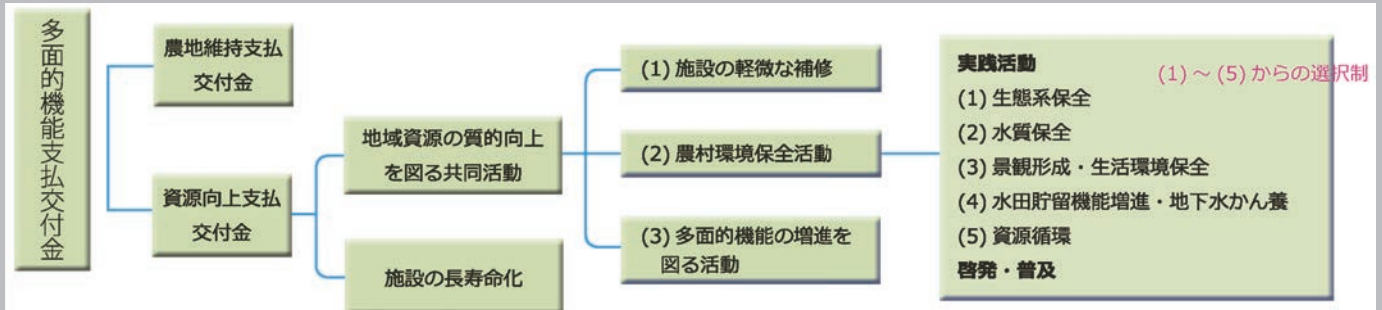 多面的機能支払交付金
農地維持支払
交付金
資源向上支払
交付金
地域資源の質的向上
を図る共同活動
施設の長寿命化
(1) 施設の軽微な補修
(2) 農村環境保全活動
(3) 多面的機能の増進を
図る活動
実践活動
(1) ～ (5) からの選択制
(1) 生態系保全
(2) 水質保全
(3) 景観形成・生活環境保全
(4) 水田貯留機能増進・地下水かん養
(5) 資源循環
啓発・普及